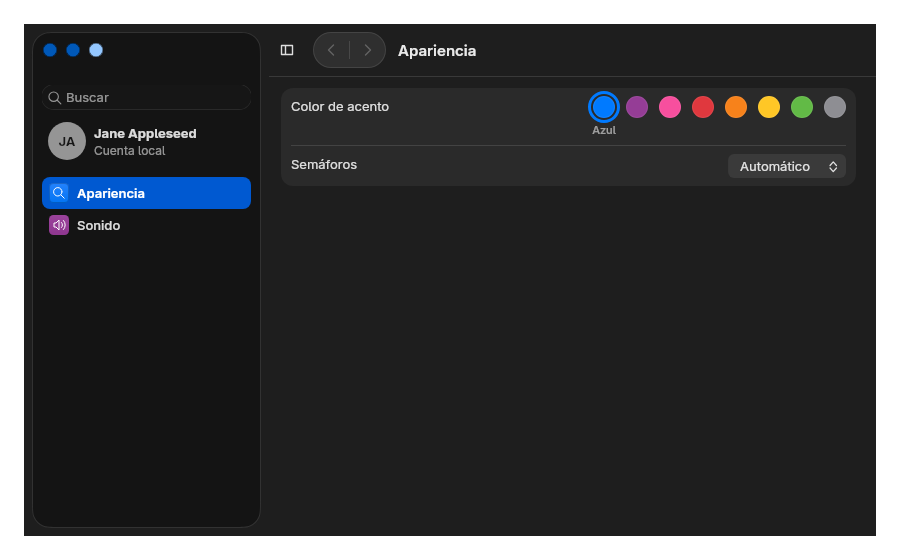 Buscar
JA
Jane Appleseed
Cuenta local
Apariencia
Sonido
Apariencia
Color de acento
Azul
Semáforos
Automático